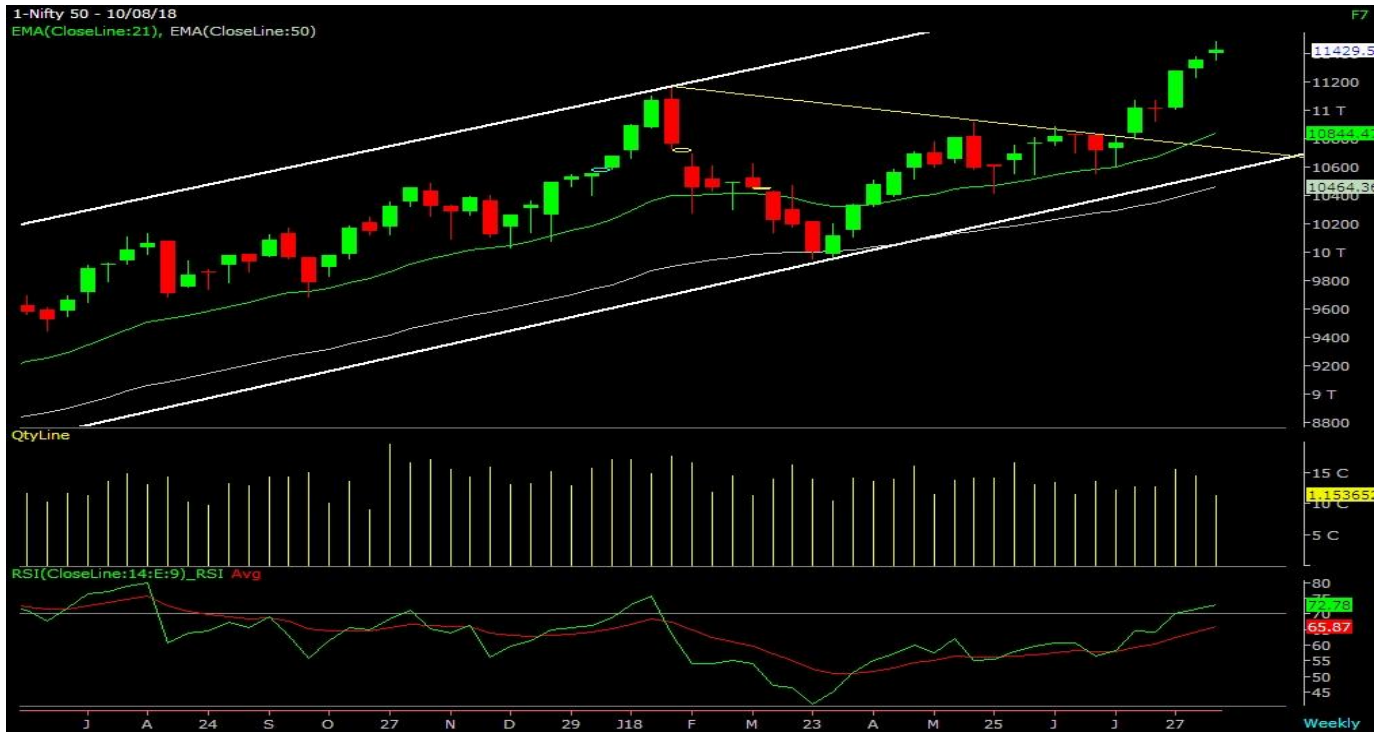 1-Nifty 50 - 10/08/18 F7
EMA(CloseLine:21), EMA(CloseLine:50)
11429.5
11200
11 T
10844.47
10600
10464.36
10200
10 T
9800
9600
9400
9200
9 T
8800
QtyLine
15 C
1.153652
10 C
5 C
RSI(CloseLine:14:E:9)_RSI Avg
80
75
72.78
70
65.87
60
55
50
45
J A 24 S O 27 N D 29 J18 F M 23 A M 25 J J 27 Weekly